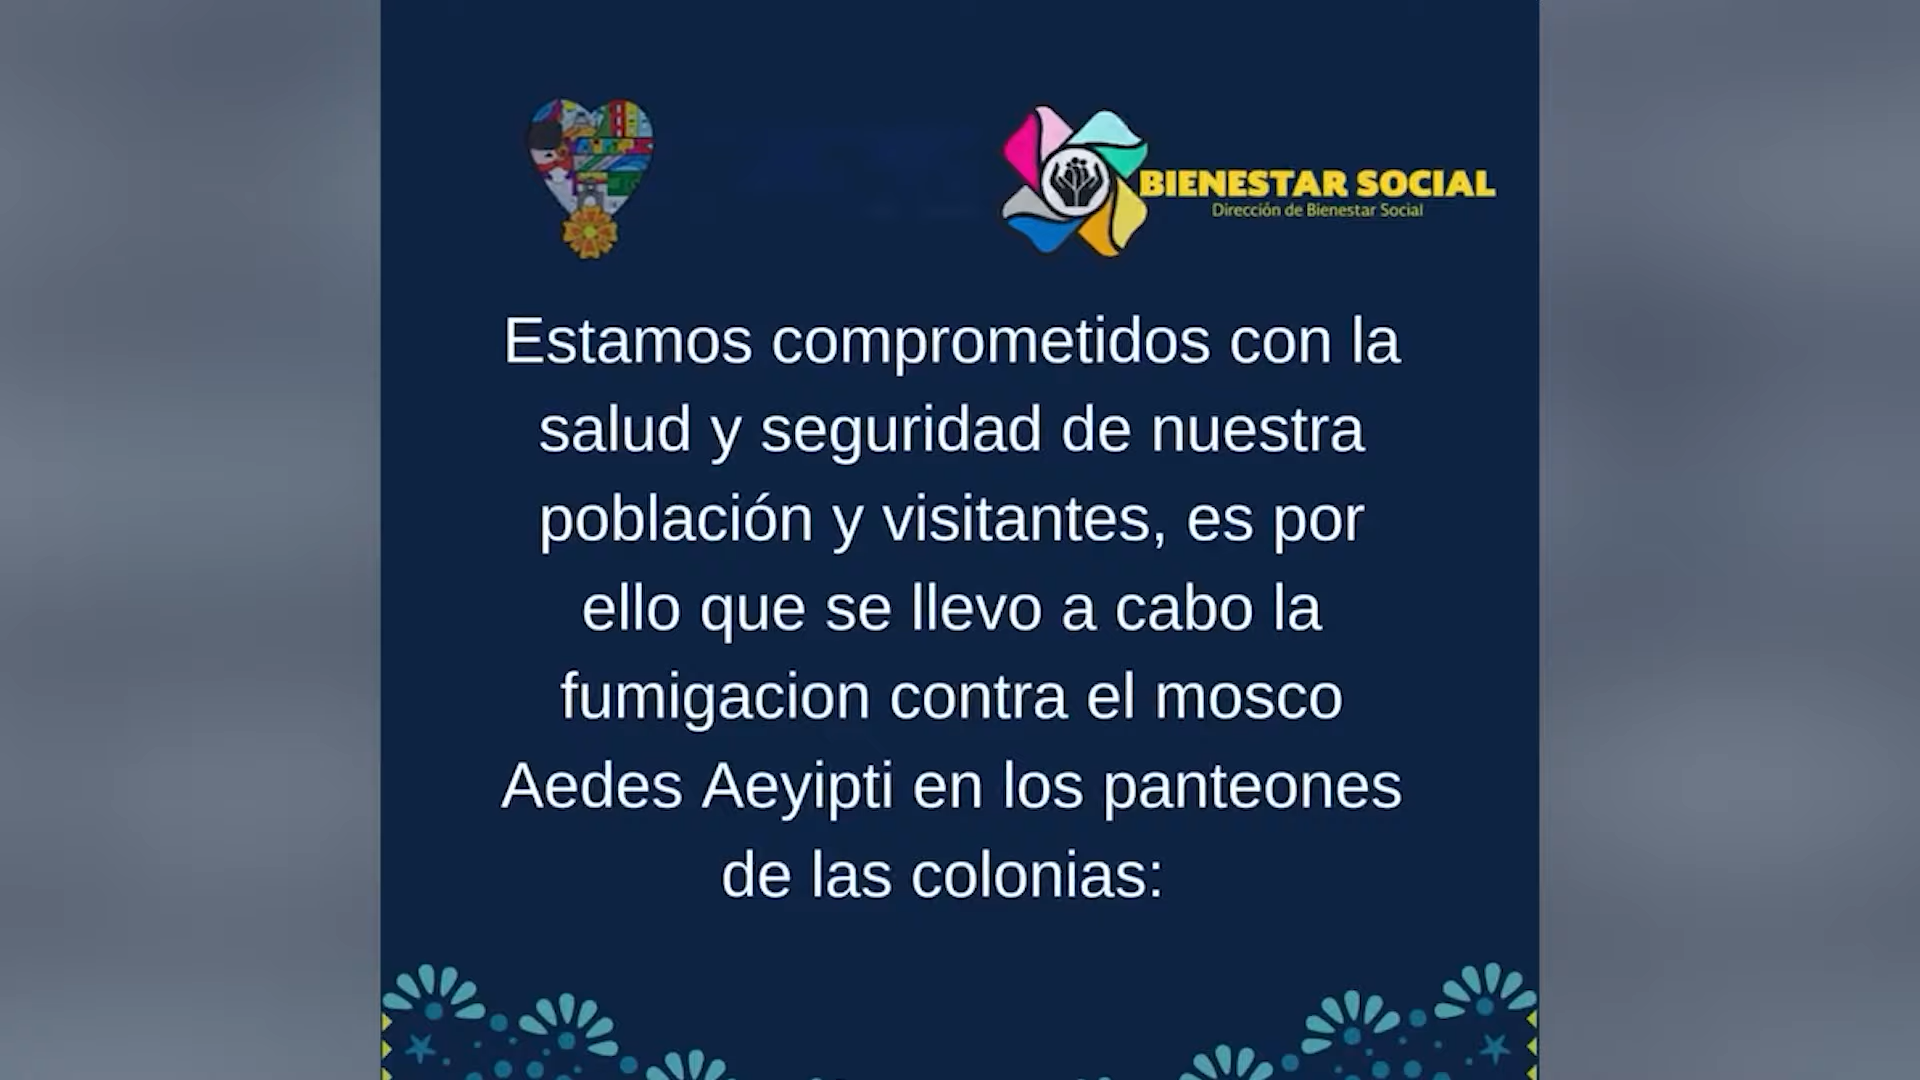 BIENESTAR SOCIAL
Dirección de Bienestar Social
Estamos comprometidos con la
salud y seguridad de nuestra
población y visitantes, es por
ello que se llevo a cabo la
fumigacion contra el mosco
Aedes Aeyipti en los panteones
de las colonias: